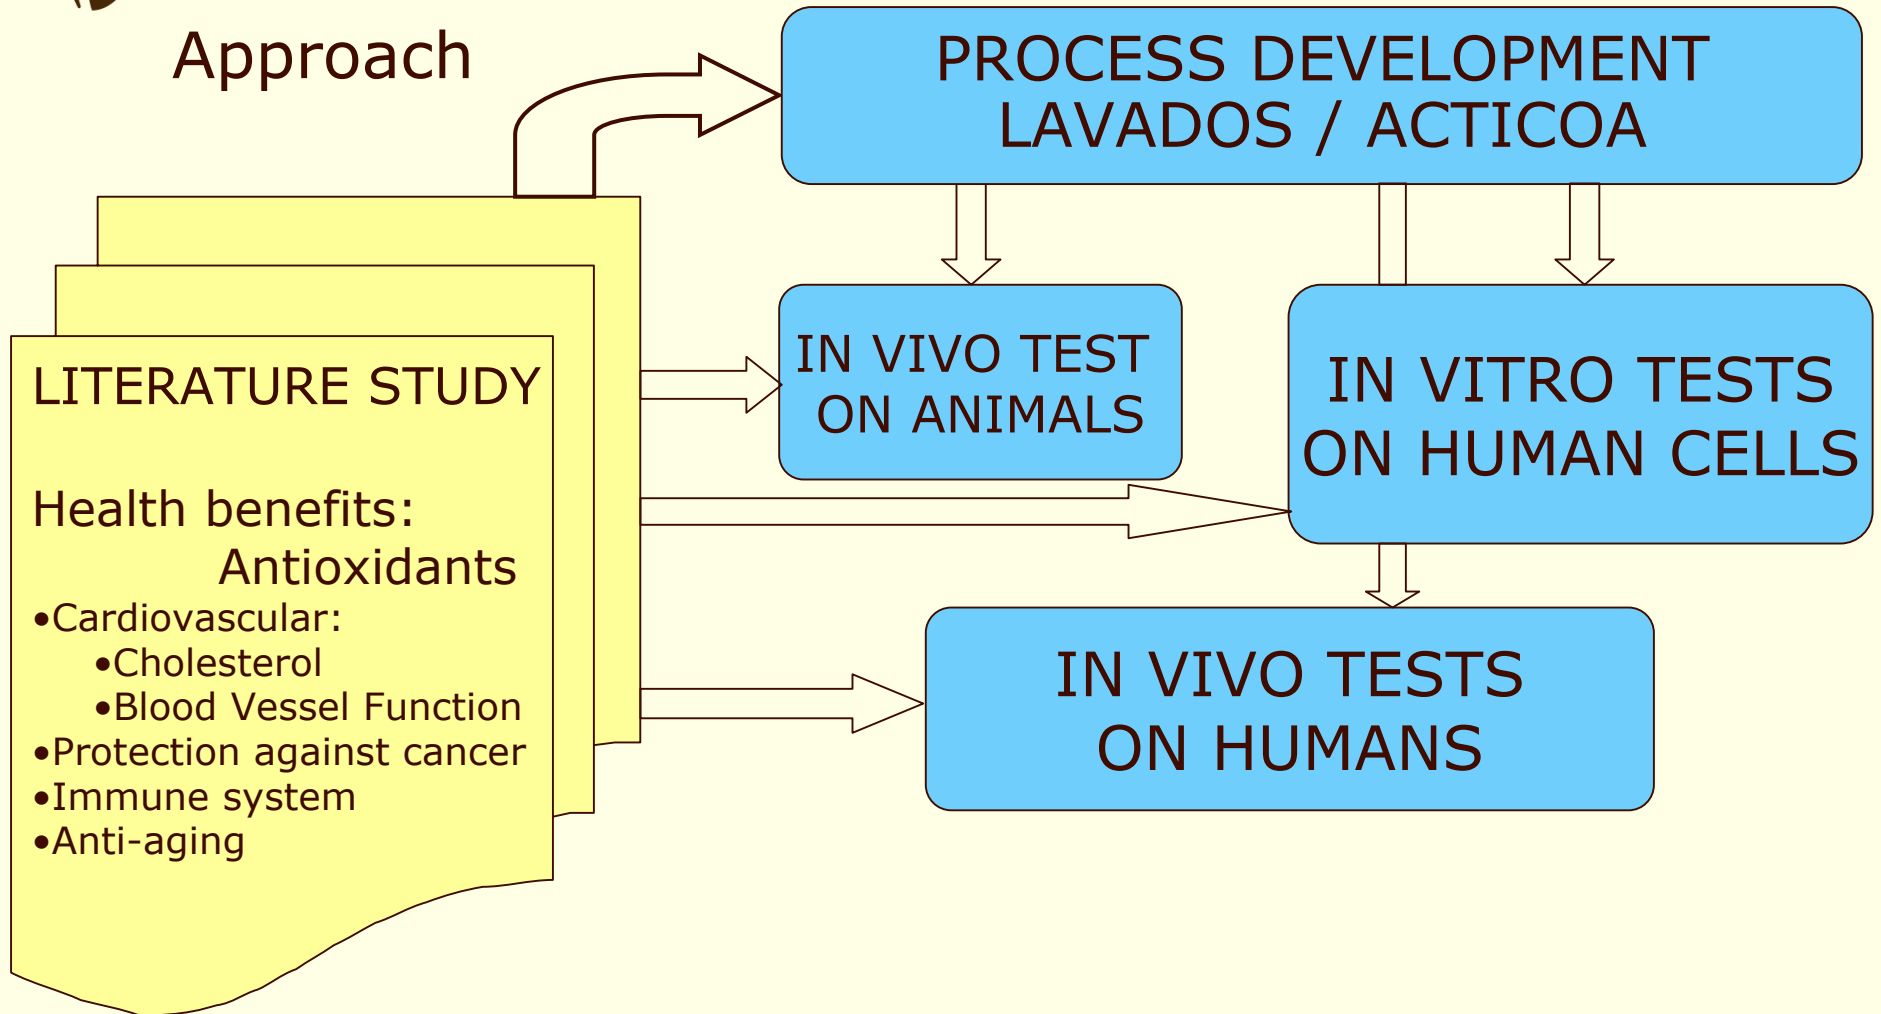 Approach
PROCESS DEVELOPMENT
LAVADOS / ACTICOA
LITERATURE STUDY
Health benefits:
Antioxidants
•Cardiovascular:
•Cholesterol
•Blood Vessel Function
•Protection against cancer
•Immune system
•Anti-aging
IN VIVO TEST
ON ANIMALS
IN VITRO TESTS
ON HUMAN CELLS
IN VIVO TESTS
ON HUMANS